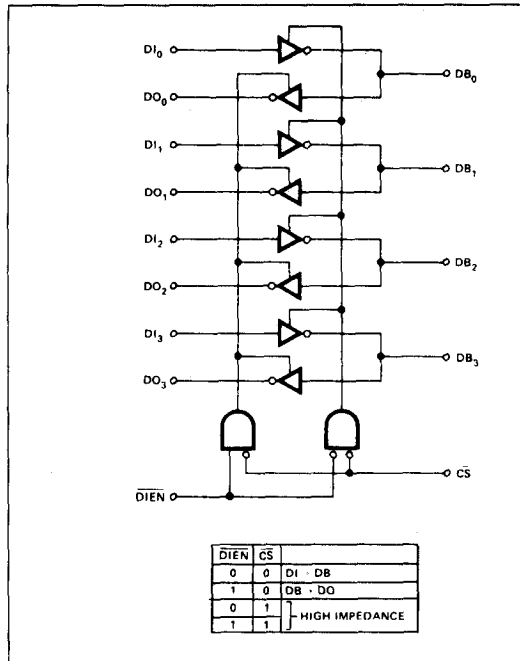 DI0
DB0
DO0
DI1
DB1
DO1
DI2
DB2
DO2
DI3
DB3
DO3
CS
DIEN
DIEN CS
0 0 DI · DB
1 0 DB · DO
0 1 HIGH IMPEDANCE
1 1